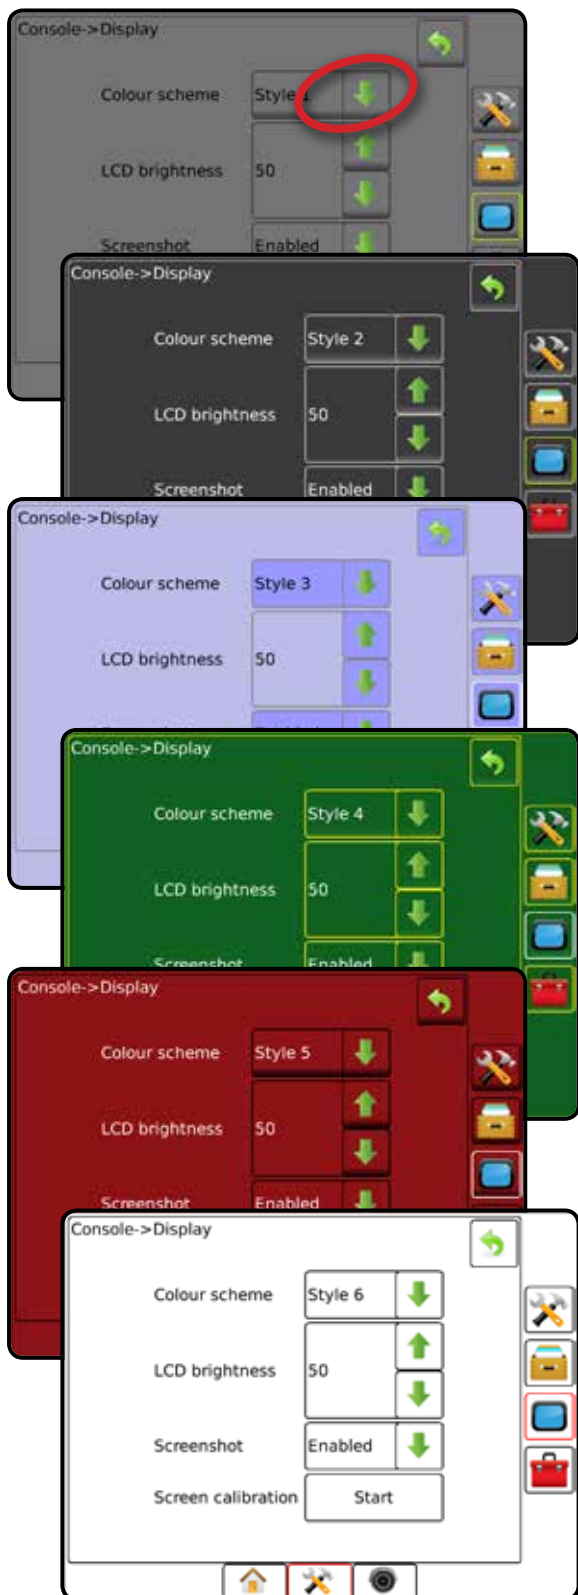 Console->Display
Colour scheme Style 1
LCD brightness 50
Screenshot Enabled
Console->Display
Colour scheme Style 2
LCD brightness 50
Screenshot Enabled
Console->Display
Colour scheme Style 3
LCD brightness 50
Console->Display
Colour scheme Style 4
LCD brightness 50
Screenshot Enabled
Console->Display
Colour scheme Style 5
LCD brightness 50
Screenshot Enabled
Console->Display
Colour scheme Style 6
LCD brightness 50
Screenshot Enabled
Screen calibration Start